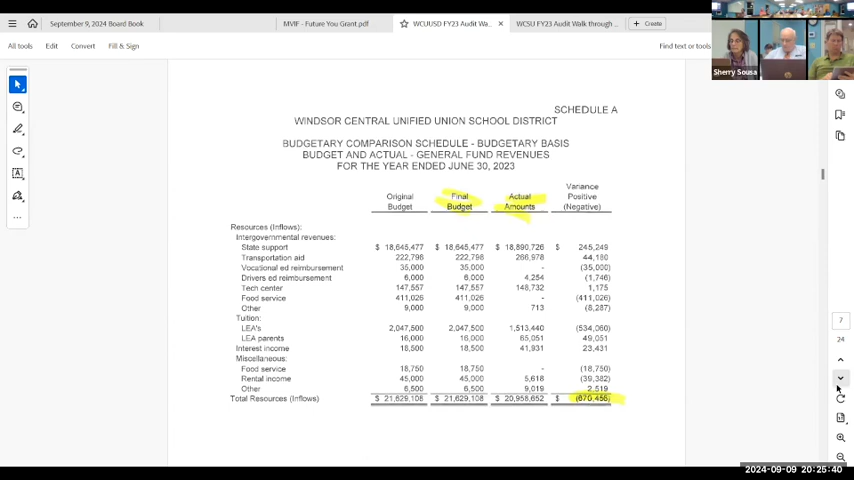 September 9, 2024 Board Book
MVIF - Future You Grant.pdf
WCUUSD FY23 Audit Wa...
WCSU FY23 Audit Walk through ...
Create
All tools
Edit
Convert
Fill & Sign
Find text or tools
Sherry Sousa
SCHEDULE A
WINDSOR CENTRAL UNIFIED UNION SCHOOL DISTRICT
BUDGETARY COMPARISON SCHEDULE - BUDGETARY BASIS
BUDGET AND ACTUAL - GENERAL FUND REVENUES
FOR THE YEAR ENDED JUNE 30, 2023
Original Budget Final Budget Actual Amounts Variance Positive (Negative)
Resources (Inflows):
Intergovernmental revenues:
State support $ 18,645,477 $ 18,645,477 $ 18,890,726 $ 245,249
Transportation aid 222,798 222,798 266,978 44,180
Vocational ed reimbursement 35,000 35,000 - (35,000)
Drivers ed reimbursement 6,000 6,000 4,254 (1,746)
Tech center 147,557 147,557 148,732 1,175
Food service 411,026 411,026 - (411,026)
Other 9,000 9,000 713 (8,287)
Tuition:
LEA's 2,047,500 2,047,500 1,513,440 (534,060)
LEA parents 16,000 16,000 65,051 49,051
Interest income 18,500 18,500 41,931 23,431
Miscellaneous:
Food service 18,750 18,750 - (18,750)
Rental income 45,000 45,000 5,618 (39,382)
Other 6,500 6,500 9,019 2,519
Total Resources (Inflows) $ 21,629,108 $ 21,629,108 $ 20,958,652 $ (670,456)
7
24
2024-09-09 20:25:40